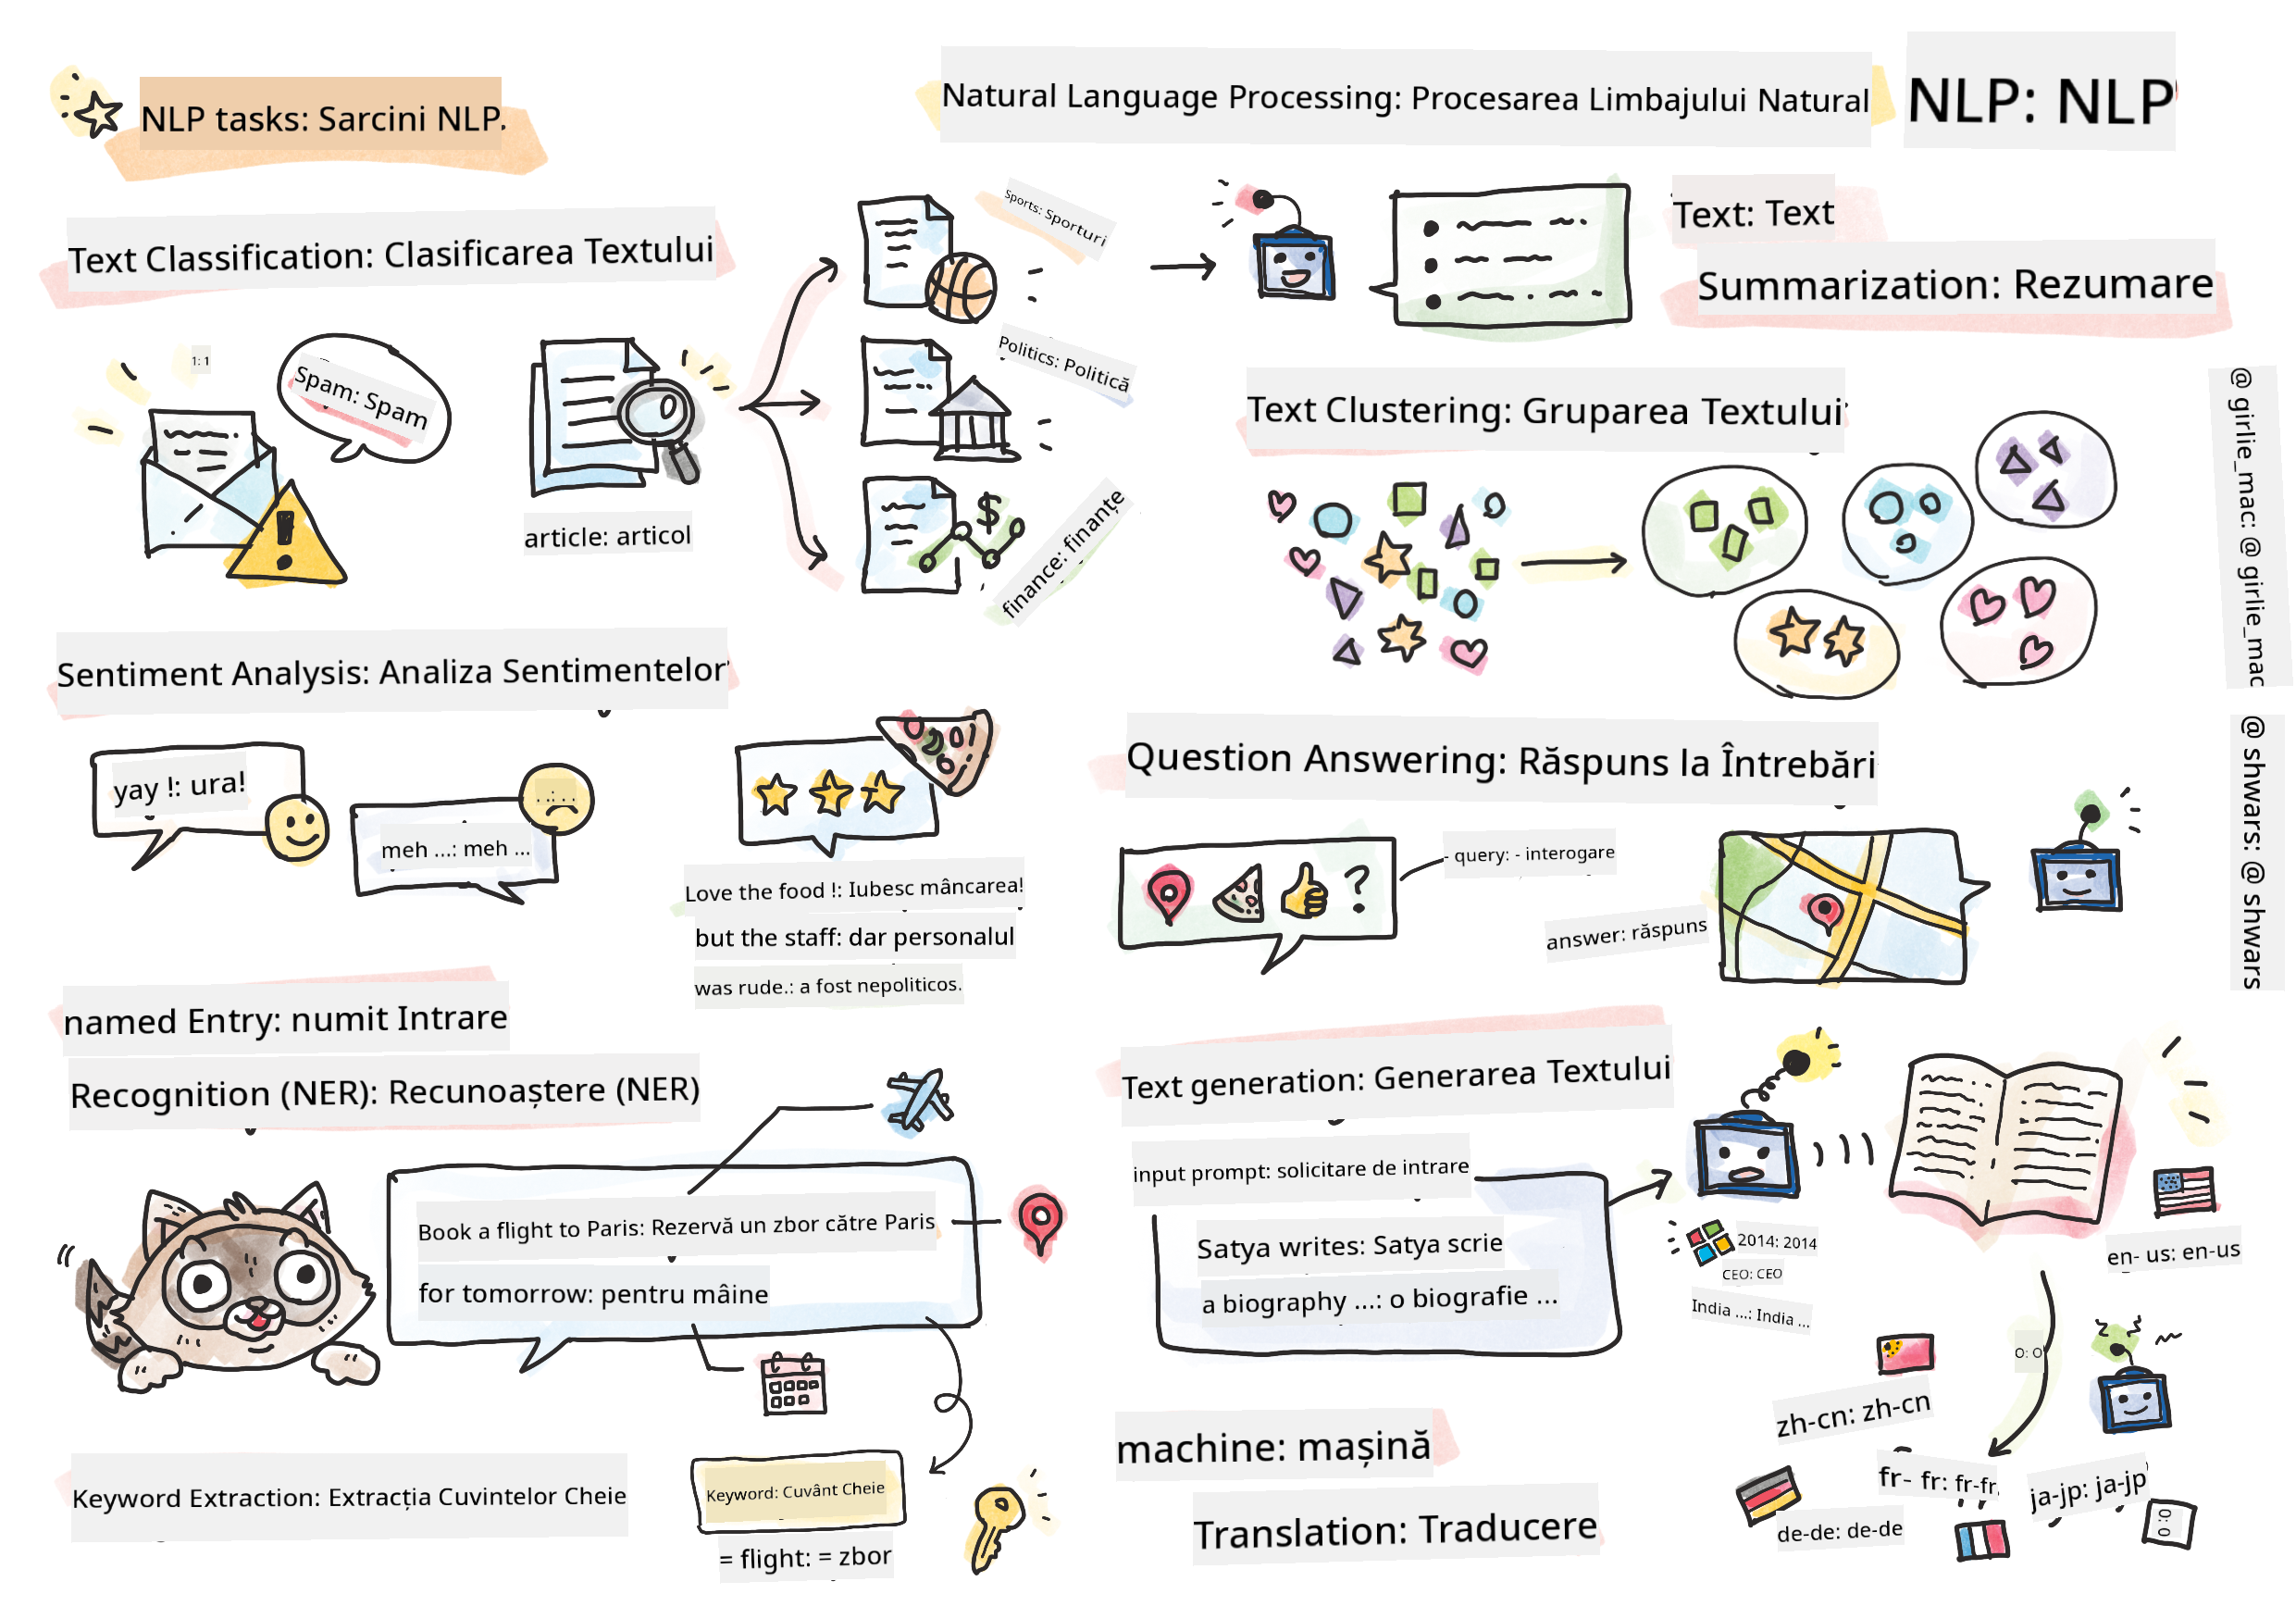 NLP tasks: Sarcini NLP.
Natural Language Processing: Procesarea Limbajului Natural
NLP: NLP
Text Classification: Clasificarea Textului
1: 1
Spam: Spam
article: articol
Sports: Sporturi
Politics: Politică
finance: finanțe
Text: Text
Summarization: Rezumare
Text Clustering: Gruparea Textului
@ girlie_mac: @ girlie_mac
@ shwars: @ shwars
Sentiment Analysis: Analiza Sentimentelor
yay !: ura!
meh ...: meh ...
. .: . .
Love the food !: Iubesc mâncarea!
but the staff: dar personalul
was rude.: a fost nepoliticos.
Question Answering: Răspuns la Întrebări
?
- query: - interogare
answer: răspuns
named Entry: numit Intrare
Recognition (NER): Recunoaștere (NER)
Book a flight to Paris: Rezervă un zbor către Paris
for tomorrow: pentru mâine
Keyword Extraction: Extracția Cuvintelor Cheie
Keyword: Cuvânt Cheie
= flight: = zbor
Text generation: Generarea Textului
input prompt: solicitare de intrare
Satya writes: Satya scrie
a biography ...: o biografie ...
2014: 2014
CEO: CEO
India ...: India ...
en- us: en-us
O: O
zh-cn: zh-cn
fr- fr: fr-fr
ja-jp: ja-jp
de-de: de-de
0: 0
machine: mașină
Translation: Traducere